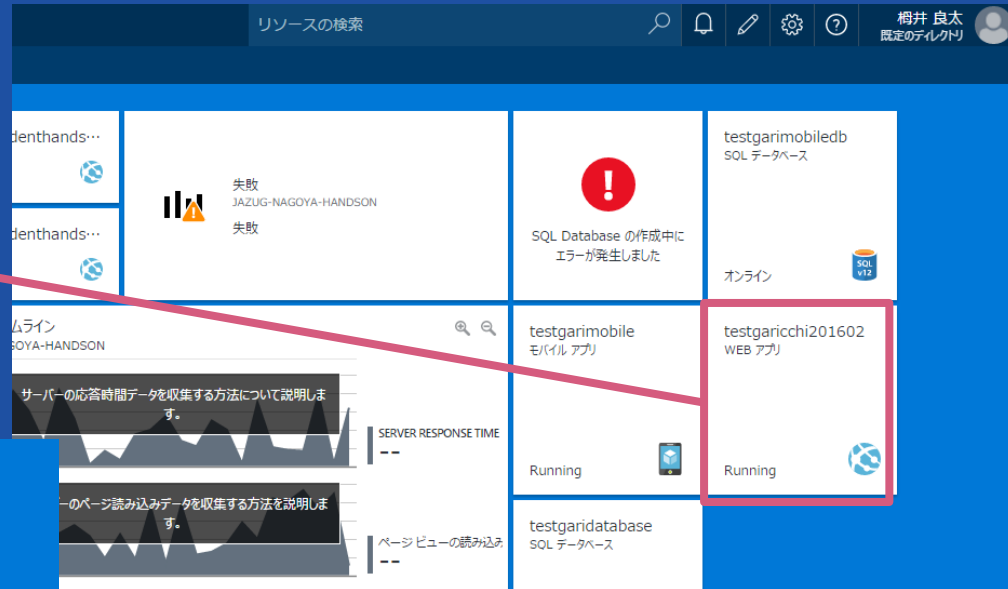 リソースの検索
栂井 良太
既定のディレクトリ
denthands…
denthands…
失敗
JAZUG-NAGOYA-HANDSON
失敗
SQL Database の作成中に
エラーが発生しました
testgarimobiledb
SQL データベース
オンライン
SQL
v12
ムライン
GOYA-HANDSON
サーバーの応答時間データを収集する方法について説明しま
す。
SERVER RESPONSE TIME
--
ーのページ読み込みデータを収集する方法を説明しま
す。
ページ ビューの読み込み
--
testgarimobile
モバイル アプリ
Running
testgaricchi201602
WEB アプリ
Running
testgaridatabase
SQL データベース